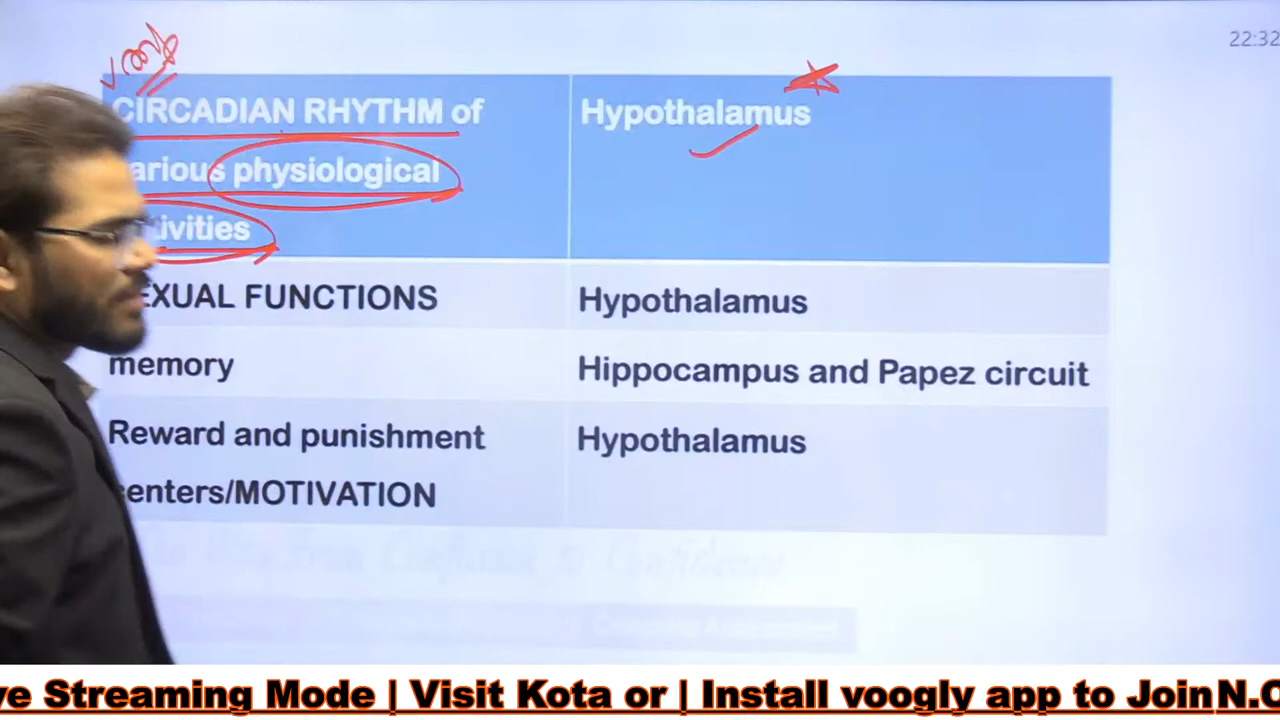 22:32
CIRCADIAN RHYTHM of
arious physiological
tivities
Hypothalamus
EXUAL FUNCTIONS
Hypothalamus
memory
Hippocampus and Papez circuit
Reward and punishment
enters/MOTIVATION
Hypothalamus
ve Streaming Mode | Visit Kota or | Install voogly app to Join N.C